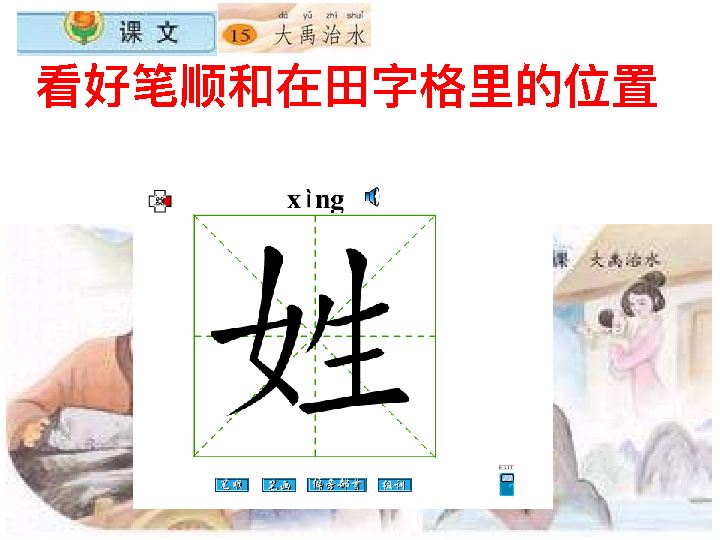 dà yǔ zhì shuǐ
课 文 15 大禹治水
看好笔顺和在田字格里的位置
xìng
课 大禹治水
姓
笔顺 笔画 偏旁部首 组词
EXIT